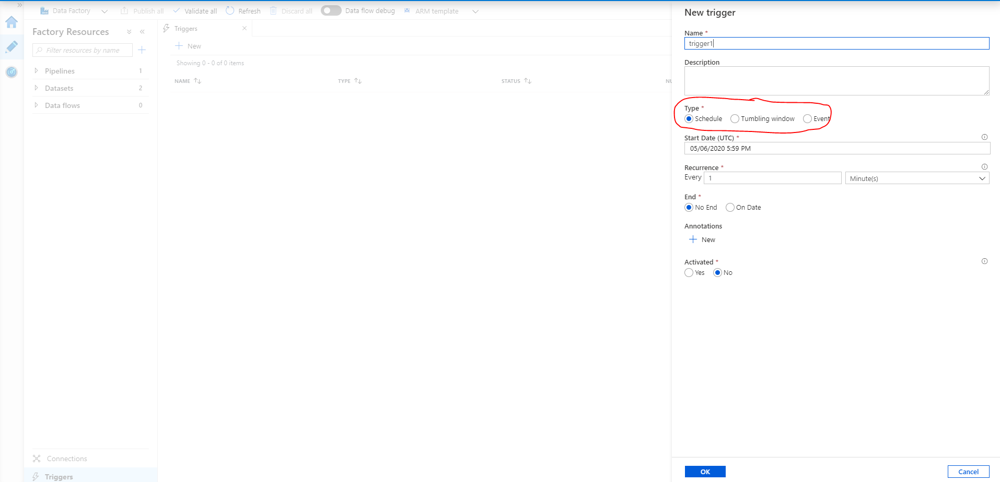 Data Factory
Publish all
Validate all
Refresh
Discard all
Data flow debug
ARM template
Factory Resources
Filter resources by name
Pipelines 1
Datasets 2
Data flows 0
Connections
Triggers
Triggers
New
Showing 0 - 0 of 0 items
NAME TYPE STATUS NU
New trigger
Name *
trigger1
Description
Type *
Schedule Tumbling window Event
Start Date (UTC) *
05/06/2020 5:59 PM
Recurrence *
Every 1 Minute(s)
End *
No End On Date
Annotations
New
Activated *
Yes No
OK Cancel